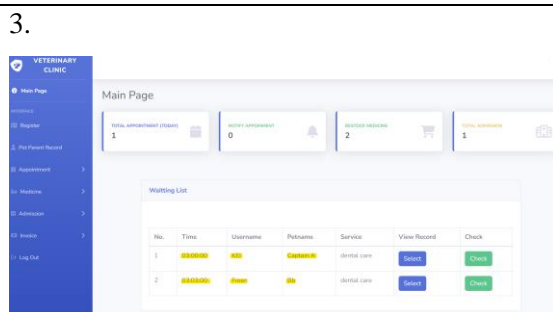 3.
VETERINARY
CLINIC
Main Page
Main Page
INTERFACE
Register
Pet Parent Record
Appointment
Medicine
Admission
Invoice
Log Out
TOTAL APPOINTMENT (TODAY)
1
NOTIFY APPOINTMENT
0
RESTOCK MEDICINE
2
TOTAL ADMISSION
1
Waitting List
No. Time Username Petname Service View Record Check
1 03:00:00 Captain A dental care Select Check
2 03:03:00 dental care Select Check